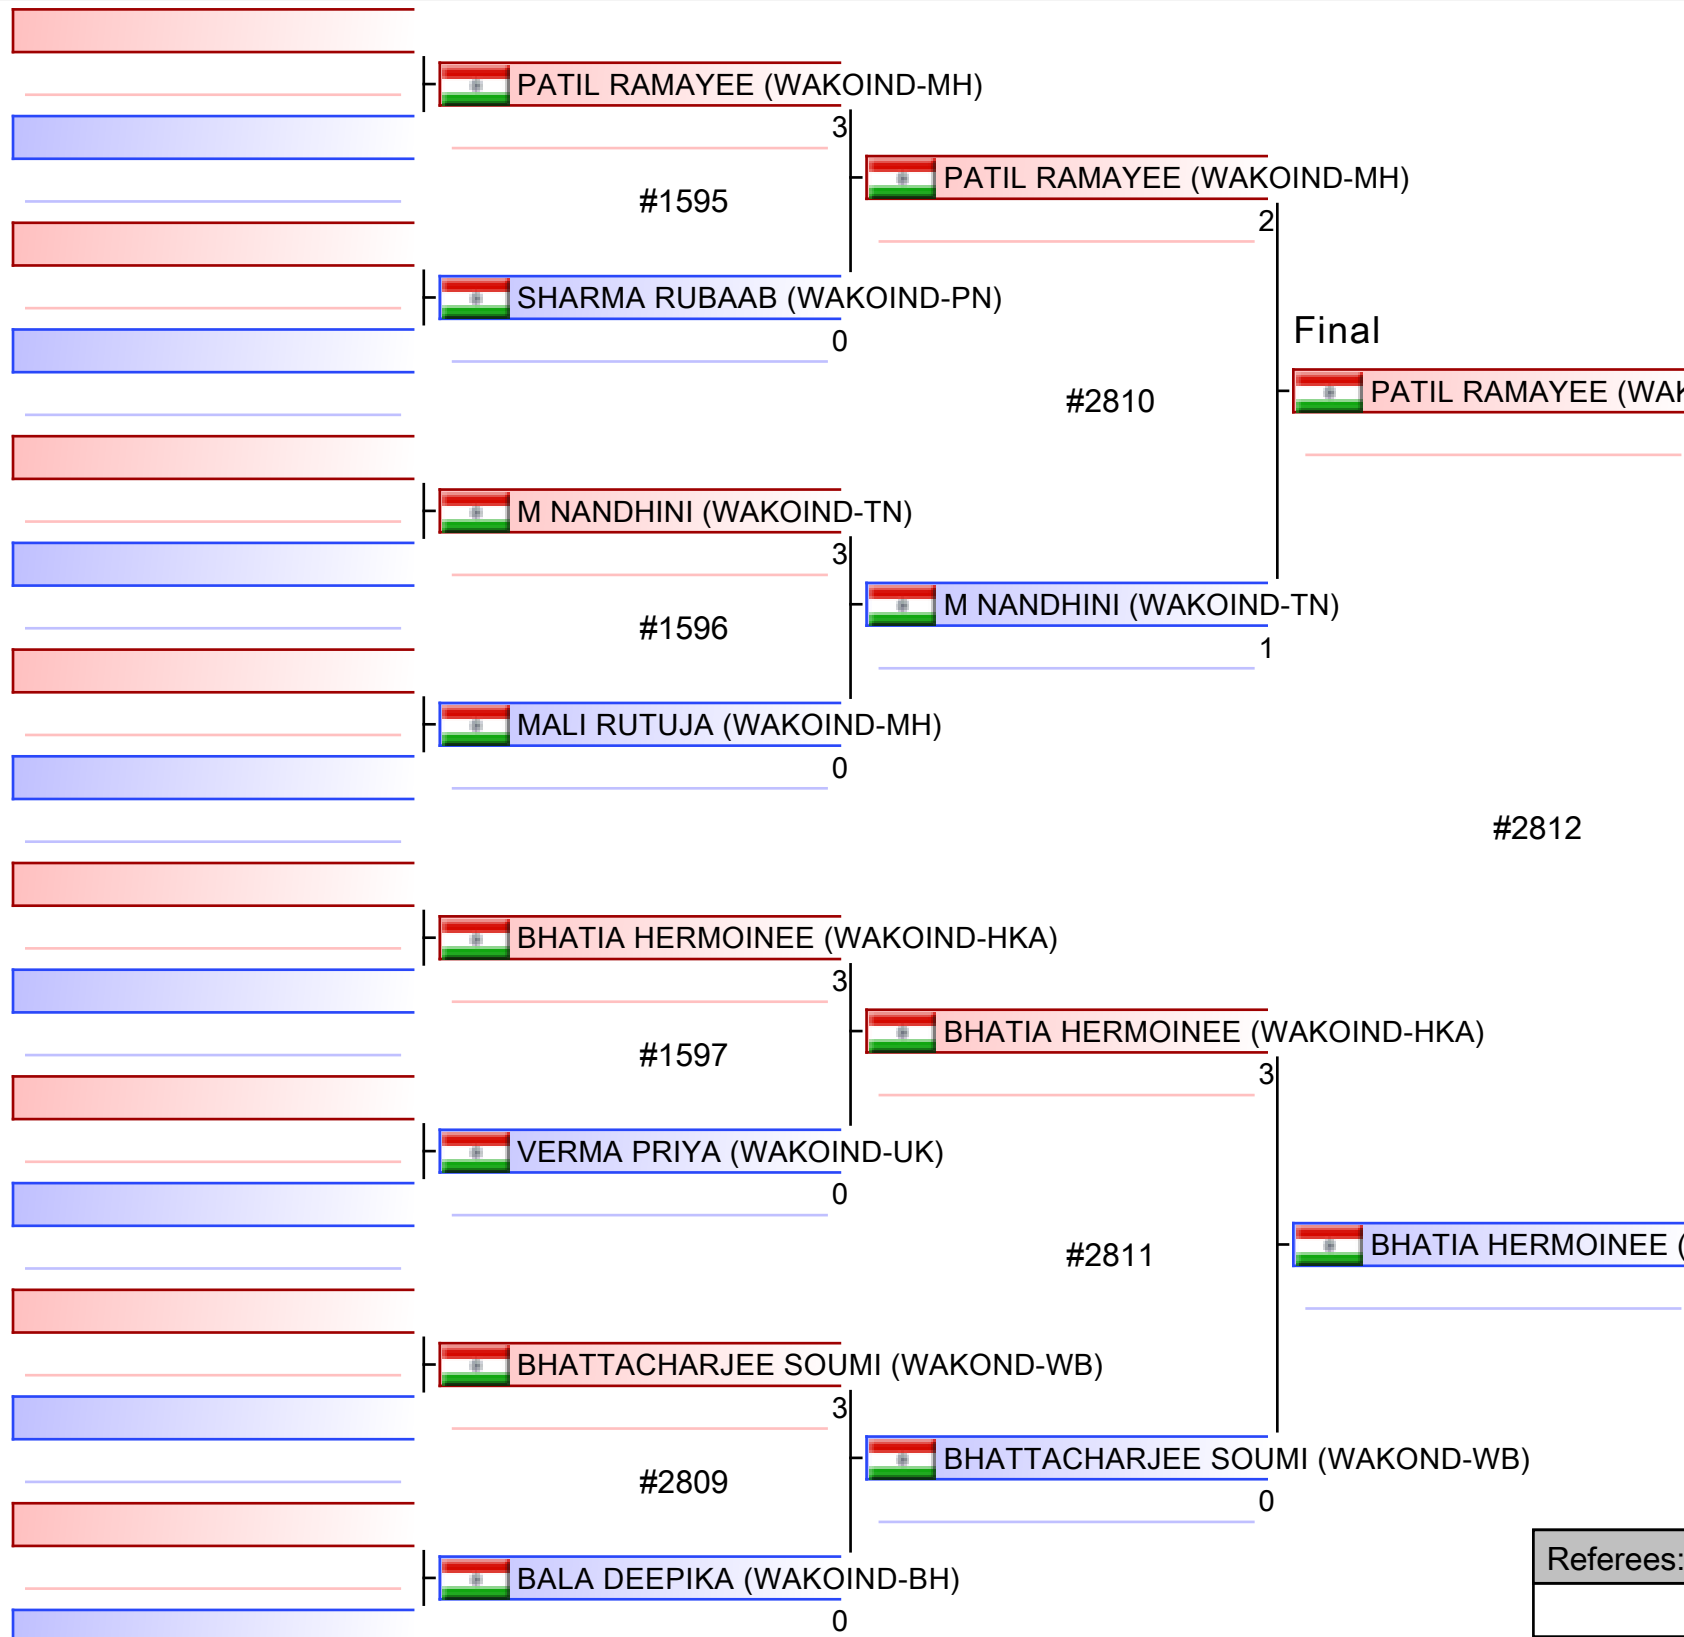 PATIL RAMAYEE (WAKOIND-MH)
3
#1595
SHARMA RUBAAB (WAKOIND-PN)
0
M NANDHINI (WAKOIND-TN)
3
#1596
MALI RUTUJA (WAKOIND-MH)
0
BHATIA HERMOINEE (WAKOIND-HKA)
3
#1597
VERMA PRIYA (WAKOIND-UK)
0
BHATTACHARJEE SOUMI (WAKOND-WB)
3
#2809
BALA DEEPIKA (WAKOIND-BH)
0
PATIL RAMAYEE (WAKOIND-MH)
2
#2810
M NANDHINI (WAKOIND-TN)
1
BHATIA HERMOINEE (WAKOIND-HKA)
3
#2811
BHATTACHARJEE SOUMI (WAKOND-WB)
0
Final
PATIL RAMAYEE (WAK
#2812
BHATIA HERMOINEE (
Referees: